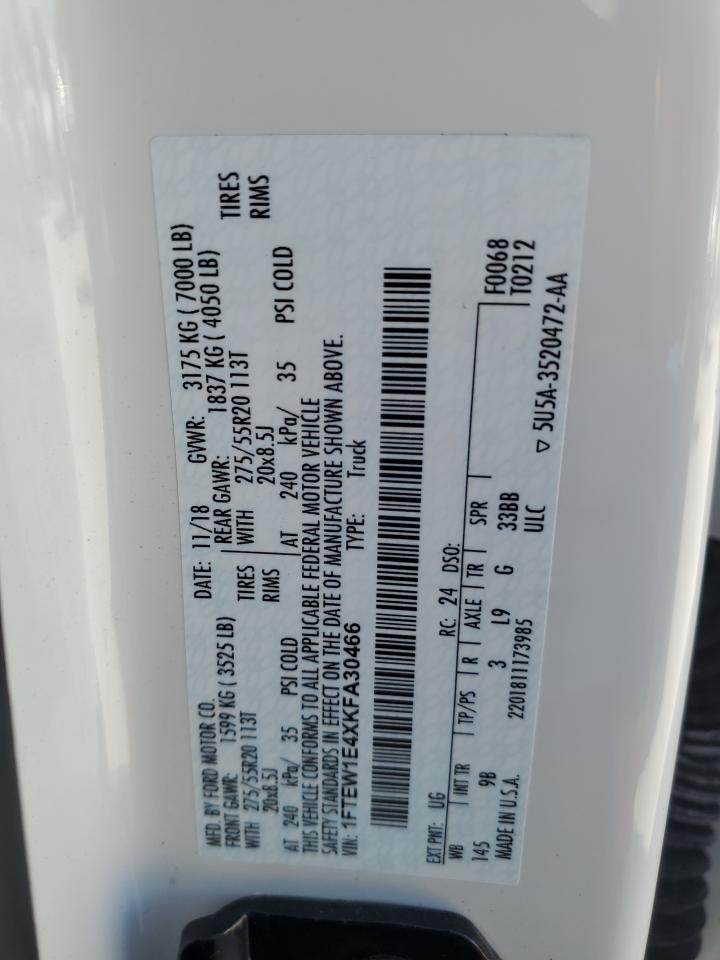 MFD. BY FORD MOTOR CO. DATE: 11/18 GVWR: 3175 KG ( 7000 LB)
FRONT GAWR: 1599 KG ( 3525 LB) REAR GAWR: 1837 KG ( 4050 LB)
WITH 275/55R20 113T TIRES WITH 275/55R20 113T TIRES
20x8.5J RIMS 20x8.5J RIMS
AT 240 kPa/ 35 PSI COLD AT 240 kPa/ 35 PSI COLD
THIS VEHICLE CONFORMS TO ALL APPLICABLE FEDERAL MOTOR VEHICLE
SAFETY STANDARDS IN EFFECT ON THE DATE OF MANUFACTURE SHOWN ABOVE.
VIN: 1FTEW1E4XKFA30466 TYPE: Truck
EXT PNT: UG RC: 24 DSO:
WB INT TR TP/PS R AXLE TR SPR F0068
145 9B 3 L9 G 33BB T0212
MADE IN U.S.A. 2201811173985 ULC ▽ 5U5A-3520472-AA